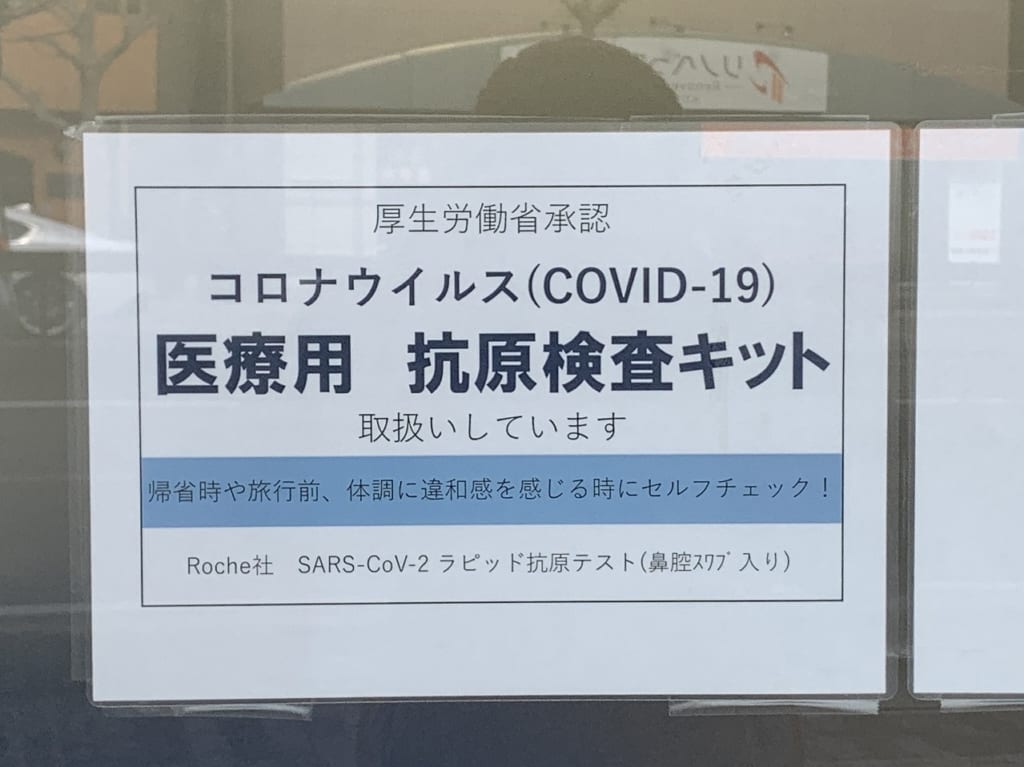 リノベ
厚生労働省承認
コロナウイルス(COVID-19)
医療用　抗原検査キット
取扱いしています
帰省時や旅行前、体調に違和感を感じる時にセルフチェック！
Roche社　SARS-CoV-2 ラピッド抗原テスト(鼻腔ｽﾜﾌﾞ入り)